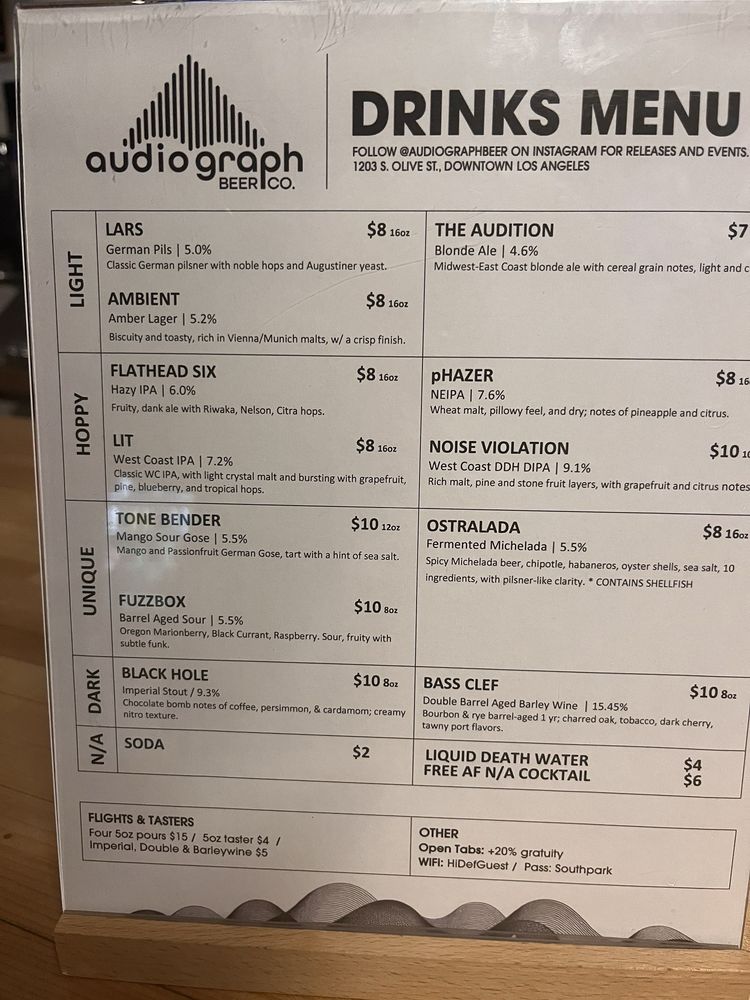 audiograph
BEER CO.
DRINKS MENU
FOLLOW @AUDIOGRAPHBEER ON INSTAGRAM FOR RELEASES AND EVENTS.
1203 S. OLIVE ST., DOWNTOWN LOS ANGELES
LIGHT
LARS $8 16oz
German Pils | 5.0%
Classic German pilsner with noble hops and Augustiner yeast.
AMBIENT $8 16oz
Amber Lager | 5.2%
Biscuity and toasty, rich in Vienna/Munich malts, w/ a crisp finish.
THE AUDITION $7
Blonde Ale | 4.6%
Midwest-East Coast blonde ale with cereal grain notes, light and c
HOPPY
FLATHEAD SIX $8 16oz
Hazy IPA | 6.0%
Fruity, dank ale with Riwaka, Nelson, Citra hops.
LIT $8 16oz
West Coast IPA | 7.2%
Classic WC IPA, with light crystal malt and bursting with grapefruit,
pine, blueberry, and tropical hops.
pHAZER $8 16
NEIPA | 7.6%
Wheat malt, pillowy feel, and dry; notes of pineapple and citrus.
NOISE VIOLATION $10
West Coast DDH DIPA | 9.1%
Rich malt, pine and stone fruit layers, with grapefruit and citrus notes
UNIQUE
TONE BENDER $10 12oz
Mango Sour Gose | 5.5%
Mango and Passionfruit German Gose, tart with a hint of sea salt.
FUZZBOX $10 8oz
Barrel Aged Sour | 5.5%
Oregon Marionberry, Black Currant, Raspberry. Sour, fruity with
subtle funk.
OSTRALADA $8 16oz
Fermented Michelada | 5.5%
Spicy Michelada beer, chipotle, habaneros, oyster shells, sea salt, 10
ingredients, with pilsner-like clarity. * CONTAINS SHELLFISH
DARK
BLACK HOLE $10 8oz
Imperial Stout / 9.3%
Chocolate bomb notes of coffee, persimmon, & cardamom; creamy
nitro texture.
BASS CLEF $10 8oz
Double Barrel Aged Barley Wine | 15.45%
Bourbon & rye barrel-aged 1 yr; charred oak, tobacco, dark cherry,
tawny port flavors.
N/A
SODA $2
LIQUID DEATH WATER $4
FREE AF N/A COCKTAIL $6
FLIGHTS & TASTERS
Four 5oz pours $15 / 5oz taster $4 /
Imperial, Double & Barleywine $5
OTHER
Open Tabs: +20% gratuity
WIFI: HiDefGuest / Pass: Southpark